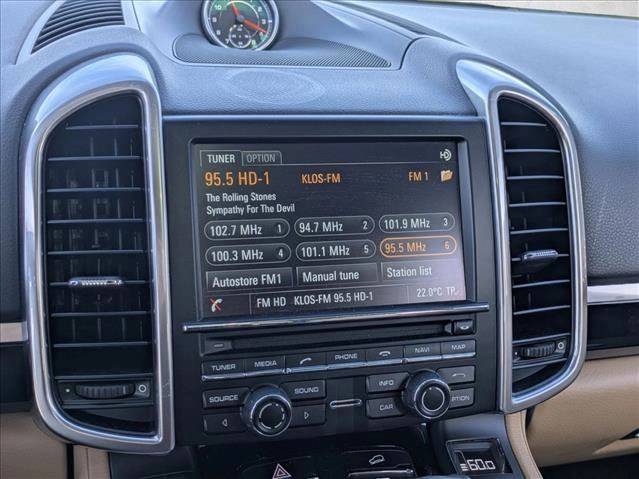 TUNER OPTION
95.5 HD-1 KLOS-FM FM 1
The Rolling Stones
Sympathy For The Devil
102.7 MHz 1 94.7 MHz 2 101.9 MHz 3
100.3 MHz 4 101.1 MHz 5 95.5 MHz 6
Autostore FM1 Manual tune Station list
FM HD KLOS-FM 95.5 HD-1 22.0°C TP
TUNER MEDIA PHONE NAVI MAP
SOURCE SOUND INFO
CAR OPTION
60.0